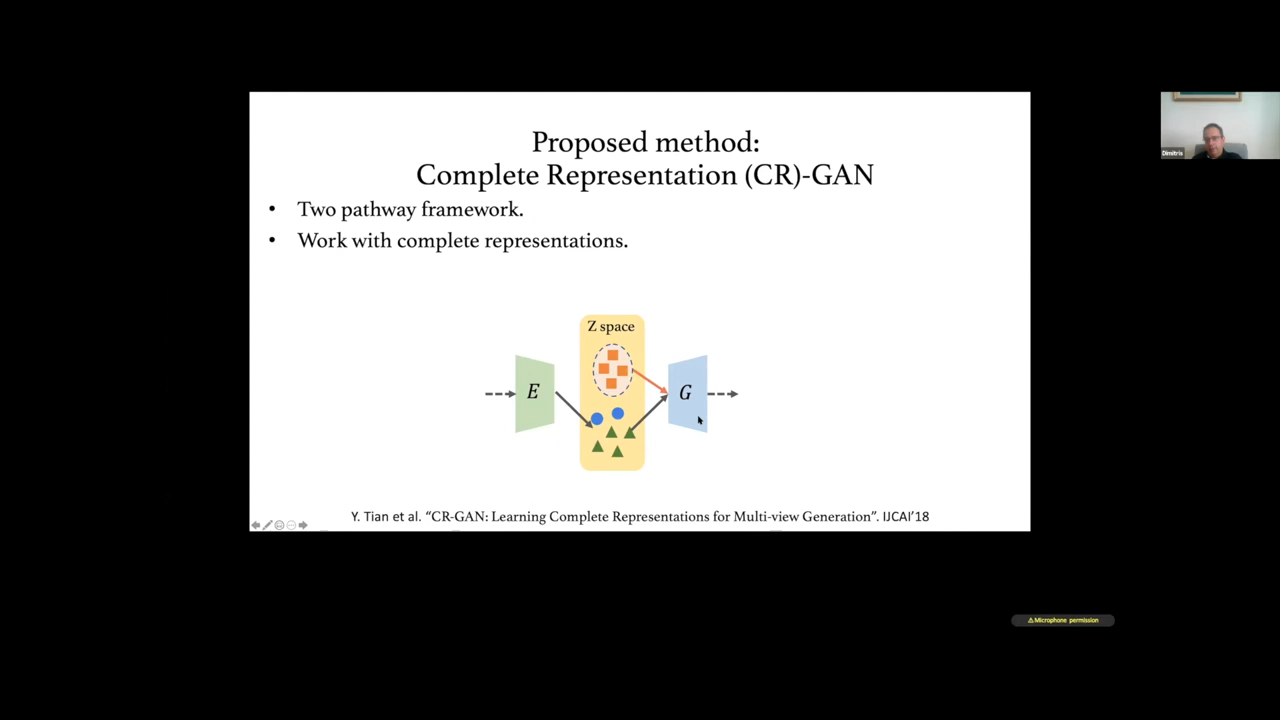 Proposed method:
Complete Representation (CR)-GAN
• Two pathway framework.
• Work with complete representations.
Z space
E
G
Y. Tian et al. “CR-GAN: Learning Complete Representations for Multi-view Generation”. IJCAI’18
Dimitris
⚠Microphone permission